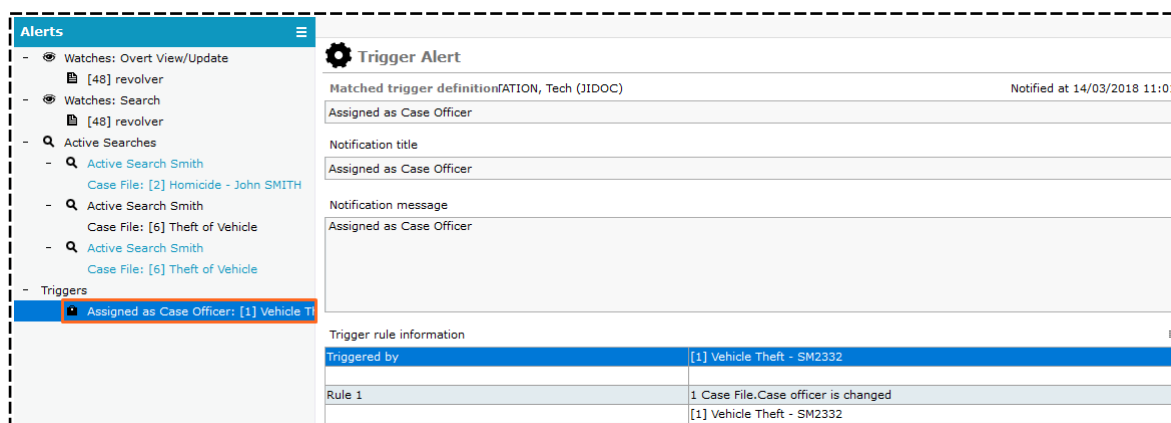 Alerts
Watches: Overt View/Update
[48] revolver
Watches: Search
[48] revolver
Active Searches
Active Search Smith
Case File: [2] Homicide - John SMITH
Active Search Smith
Case File: [6] Theft of Vehicle
Active Search Smith
Case File: [6] Theft of Vehicle
Triggers
Assigned as Case Officer: [1] Vehicle
Trigger Alert
Matched trigger definition TATION, Tech (JIDOC) Notified at 14/03/2018 11:0
Assigned as Case Officer
Notification title
Assigned as Case Officer
Notification message
Assigned as Case Officer
Trigger rule information
Triggered by [1] Vehicle Theft - SM2332
Rule 1 1 Case File.Case officer is changed
[1] Vehicle Theft - SM2332